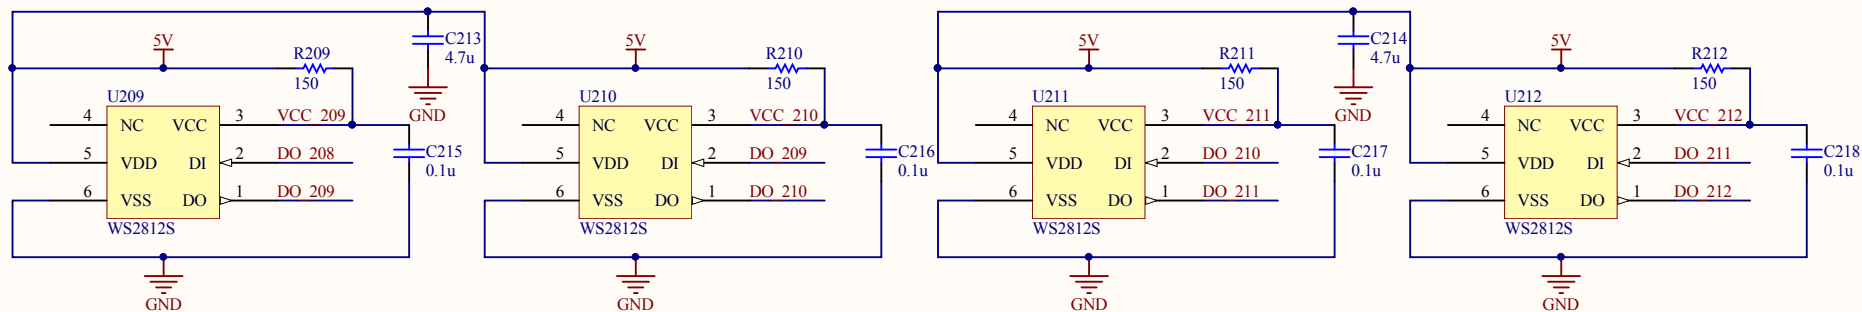 5V
R209
150
C213
4.7u
GND
U209
4 NC VCC 3 VCC_209
5 VDD DI 2 DO_208
6 VSS DO 1 DO_209
WS2812S
C215
0.1u
GND
5V
R210
150
U210
4 NC VCC 3 VCC_210
5 VDD DI 2 DO_209
6 VSS DO 1 DO_210
WS2812S
C216
0.1u
GND
5V
R211
150
C214
4.7u
GND
U211
4 NC VCC 3 VCC_211
5 VDD DI 2 DO_210
6 VSS DO 1 DO_211
WS2812S
C217
0.1u
GND
5V
R212
150
U212
4 NC VCC 3 VCC_212
5 VDD DI 2 DO_211
6 VSS DO 1 DO_212
WS2812S
C218
0.1u
GND